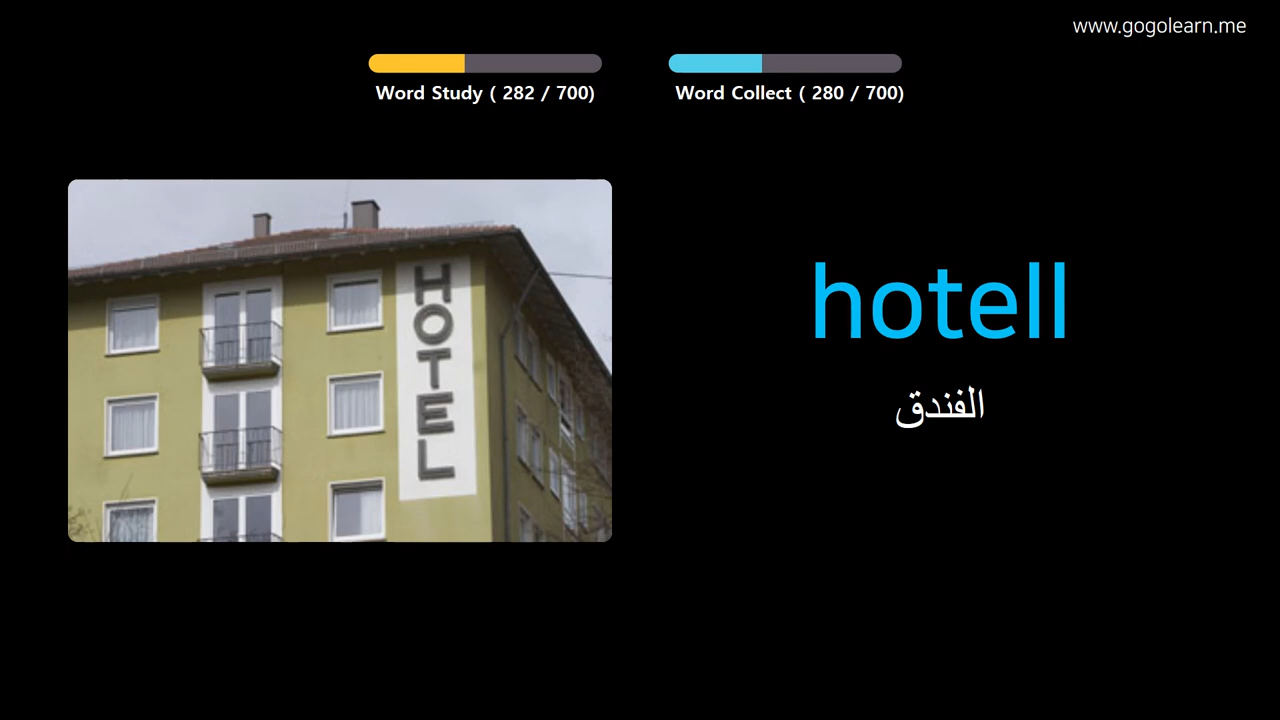 www.gogolearn.me
Word Study ( 282 / 700)
Word Collect ( 280 / 700)
HOTEL
hotell
الفندق